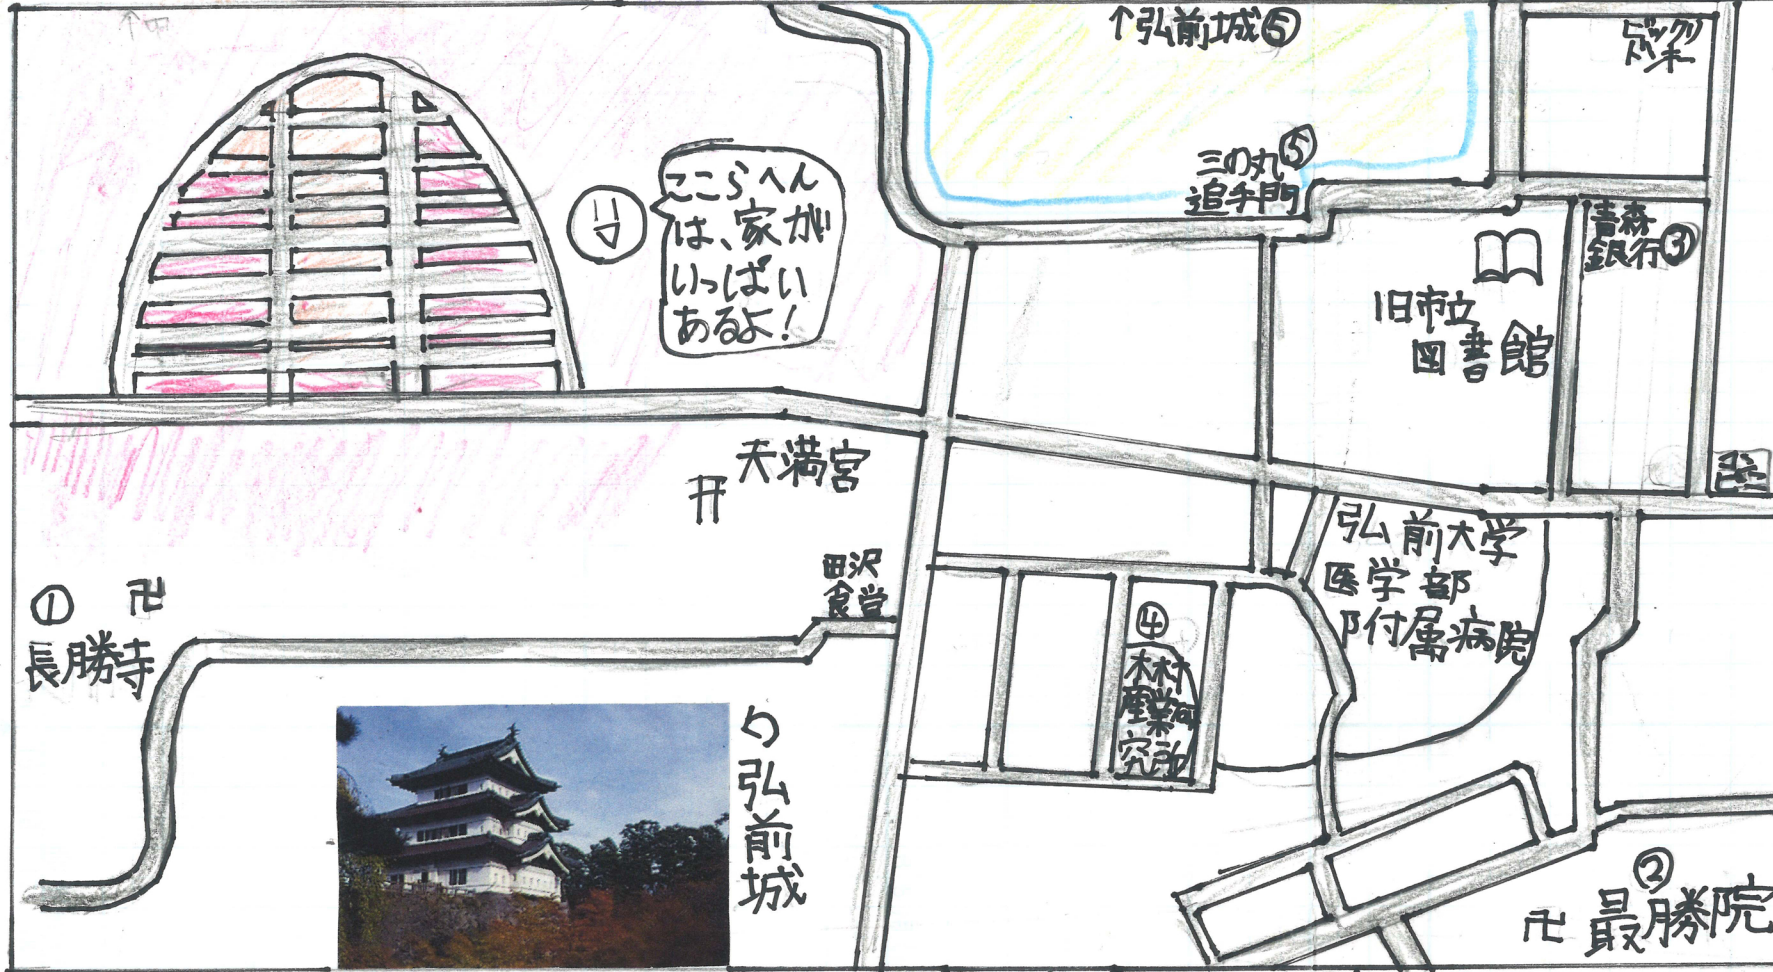 ↑弘前城⑤
三の丸⑤
追手門
青森
銀行③
旧市立
図書館
ここらへん
は、家が
いっぱい
あるよ!
天満宮
弘前大学
医学部
附属病院
田沢
食堂
①
長勝寺
④
木村
産業研
究所
弘前城
②
卍 最勝院